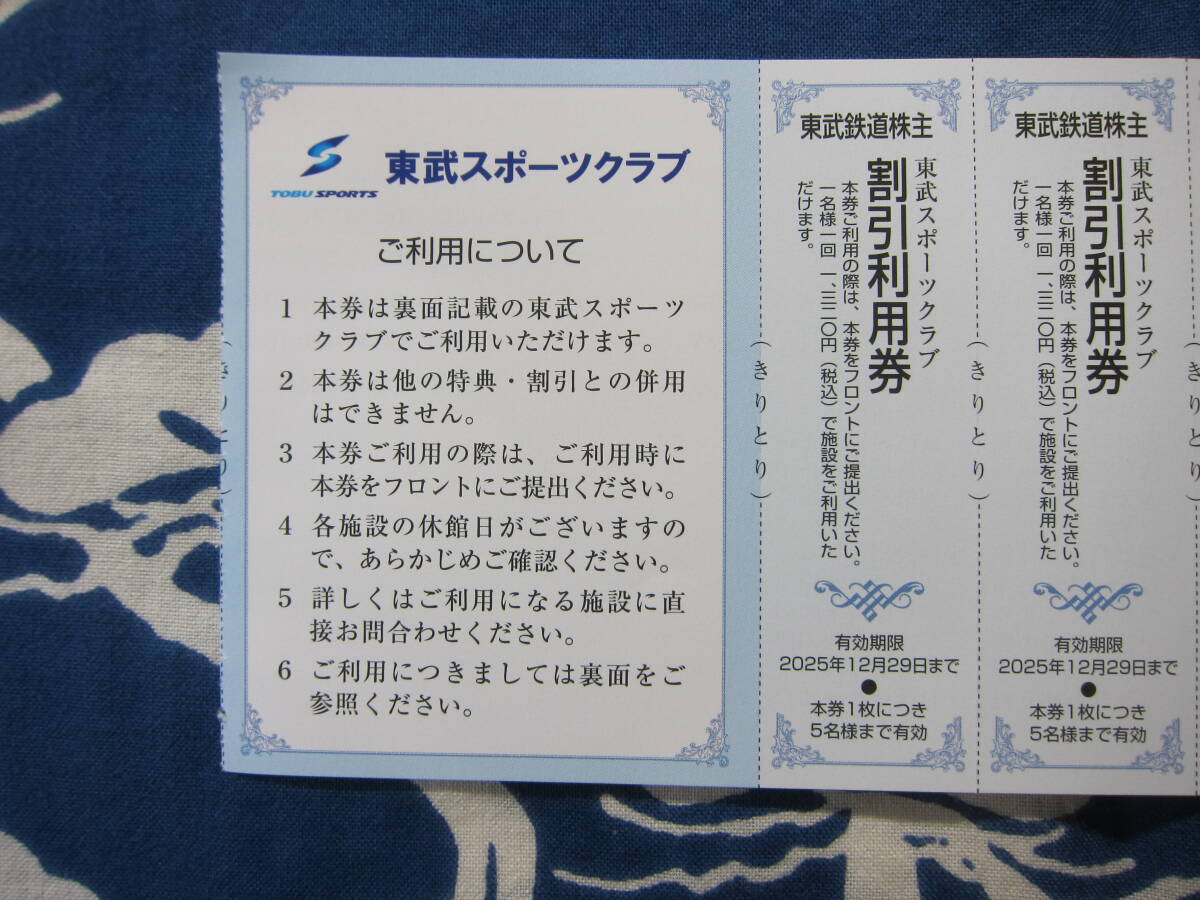 TOBU SPORTS
東武スポーツクラブ
ご利用について
1 本券は裏面記載の東武スポーツ
クラブでご利用いただけます。
2 本券は他の特典・割引との併用
はできません。
3 本券ご利用の際は、ご利用時に
本券をフロントにご提出ください。
4 各施設の休館日がございますの
で、あらかじめご確認ください。
5 詳しくはご利用になる施設に直
接お問合わせください。
6 ご利用につきましては裏面をご
参照ください。
(きりとり)
(きりとり)
東武鉄道株主
東武スポーツクラブ
割引利用券
本券ご利用の際は、本券をフロントにご提出ください。
一名様一回 一、三二〇円(税込)で施設をご利用いた
だけます。
有効期限
2025年12月29日まで
●
本券1枚につき
5名様まで有効
(きりとり)
東武鉄道株主
東武スポーツクラブ
割引利用券
本券ご利用の際は、本券をフロントにご提出ください。
一名様一回 一、三二〇円(税込)で施設をご利用いた
だけます。
有効期限
2025年12月29日まで
●
本券1枚につき
5名様まで有効
(きりとり)